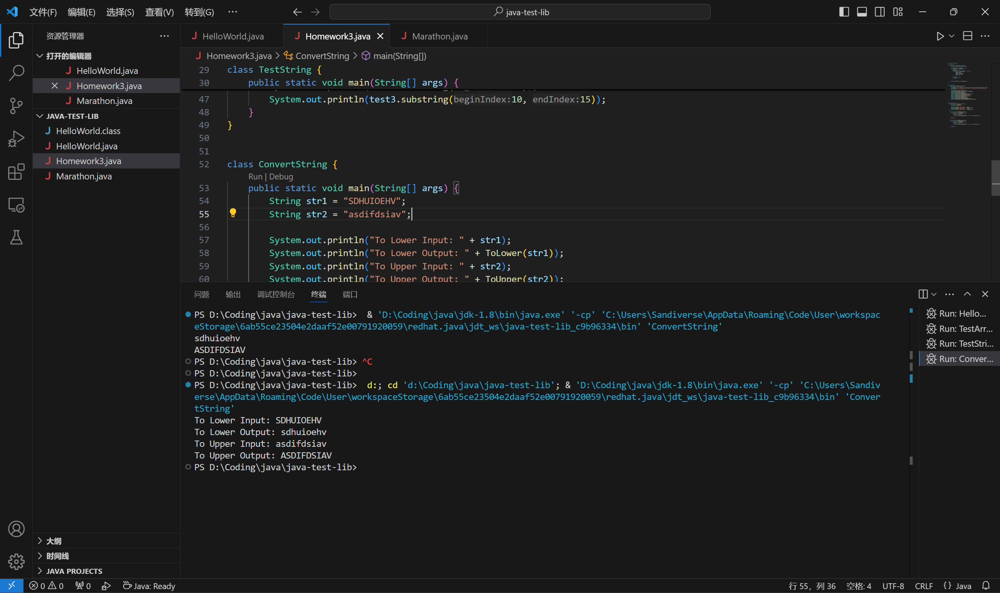 文件(F) 编辑(E) 选择(S) 查看(V) 转到(G) ··· java-test-lib
资源管理器 ···
打开的编辑器
HelloWorld.java
Homework3.java
Marathon.java
JAVA-TEST-LIB
HelloWorld.class
HelloWorld.java
Homework3.java
Marathon.java
大纲
时间线
JAVA PROJECTS
HelloWorld.java Homework3.java Marathon.java
Homework3.java > ConvertString > main(String[])
29 class TestString {
30 public static void main(String[] args) {
47 System.out.println(test3.substring(beginIndex:10, endIndex:15));
48 }
49 }
50
51
52 class ConvertString {
Run | Debug
53 public static void main(String[] args) {
54 String str1 = "SDHUIOEHV";
55 String str2 = "asdifdsiav";
56
57 System.out.println("To Lower Input: " + str1);
58 System.out.println("To Lower Output: " + ToLower(str1));
59 System.out.println("To Upper Input: " + str2);
60 System.out.println("To Upper Output: " + ToUpper(str2));
问题 输出 调试控制台 终端 端口
PS D:\Coding\java\java-test-lib> & 'D:\Coding\java\jdk-1.8\bin\java.exe' '-cp' 'C:\Users\Sandiverse\AppData\Roaming\Code\User\workspac
eStorage\6ab55ce23504e2daaf52e00791920059\redhat.java\jdt_ws\java-test-lib_c9b96334\bin' 'ConvertString'
sdhuioehv
ASDIFDSIAV
PS D:\Coding\java\java-test-lib> ^C
PS D:\Coding\java\java-test-lib>
PS D:\Coding\java\java-test-lib> d:; cd 'd:\Coding\java\java-test-lib'; & 'D:\Coding\java\jdk-1.8\bin\java.exe' '-cp' 'C:\Users\Sandiv
erse\AppData\Roaming\Code\User\workspaceStorage\6ab55ce23504e2daaf52e00791920059\redhat.java\jdt_ws\java-test-lib_c9b96334\bin' 'Conver
tString'
To Lower Input: SDHUIOEHV
To Lower Output: sdhuioehv
To Upper Input: asdifdsiav
To Upper Output: ASDIFDSIAV
PS D:\Coding\java\java-test-lib>
Run: Hello...
Run: TestArr...
Run: TestStri...
Run: Conver...
0 0 0 Java: Ready 行 55，列 36 空格: 4 UTF-8 CRLF {} Java